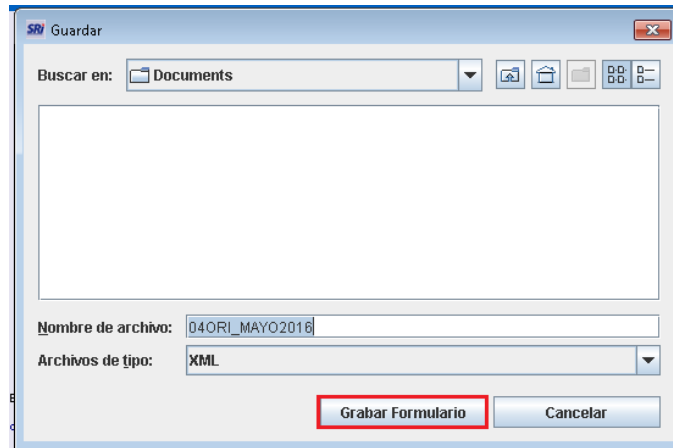 SRi Guardar
Buscar en: Documents
Nombre de archivo: 04ORI_MAYO2016
Archivos de tipo: XML
Grabar Formulario Cancelar